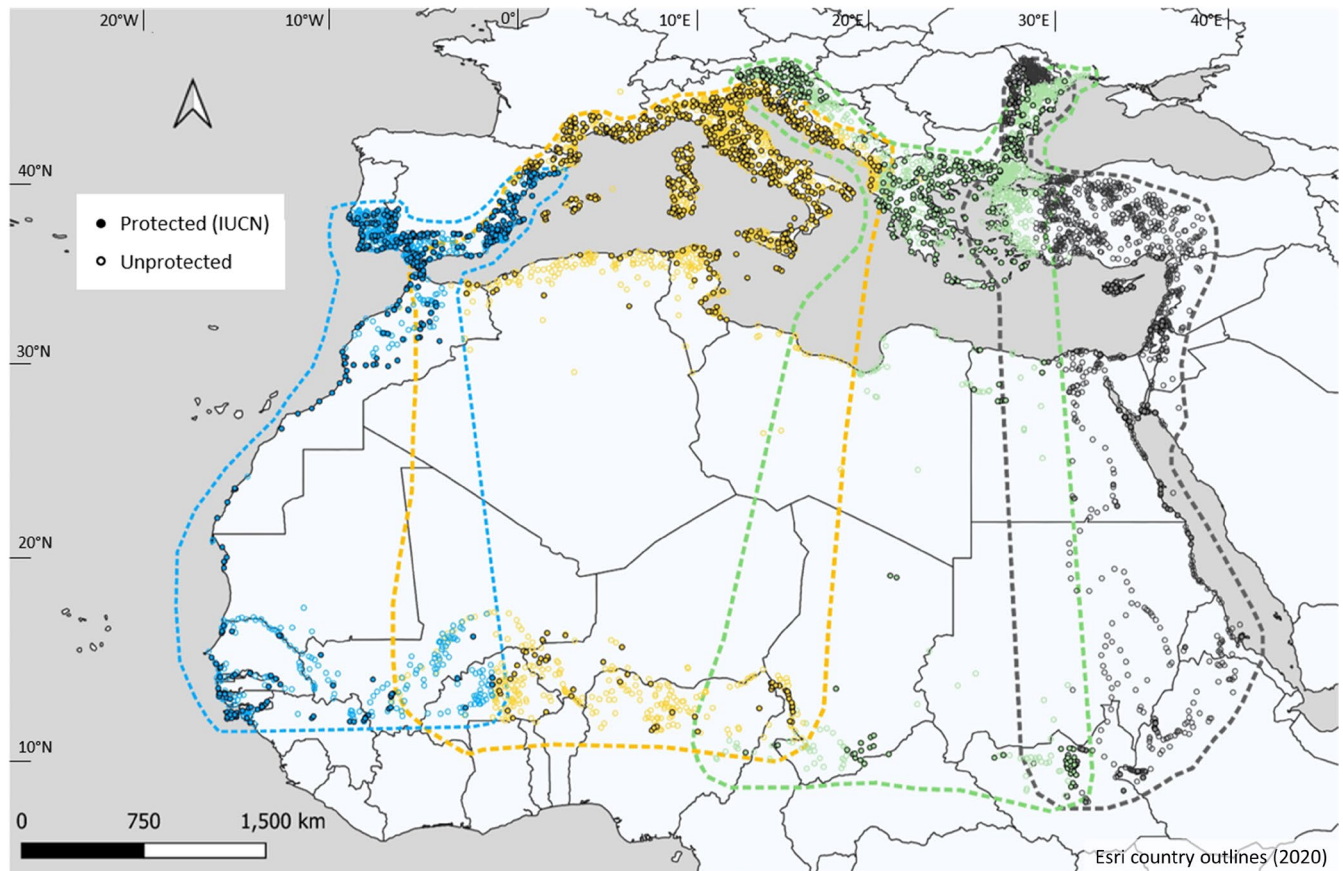 20°W 10°W 0° 10°E 20°E 30°E 40°E
40°N
Protected (IUCN)
Unprotected
30°N
20°N
10°N
0 750 1,500 km
Esri country outlines (2020)